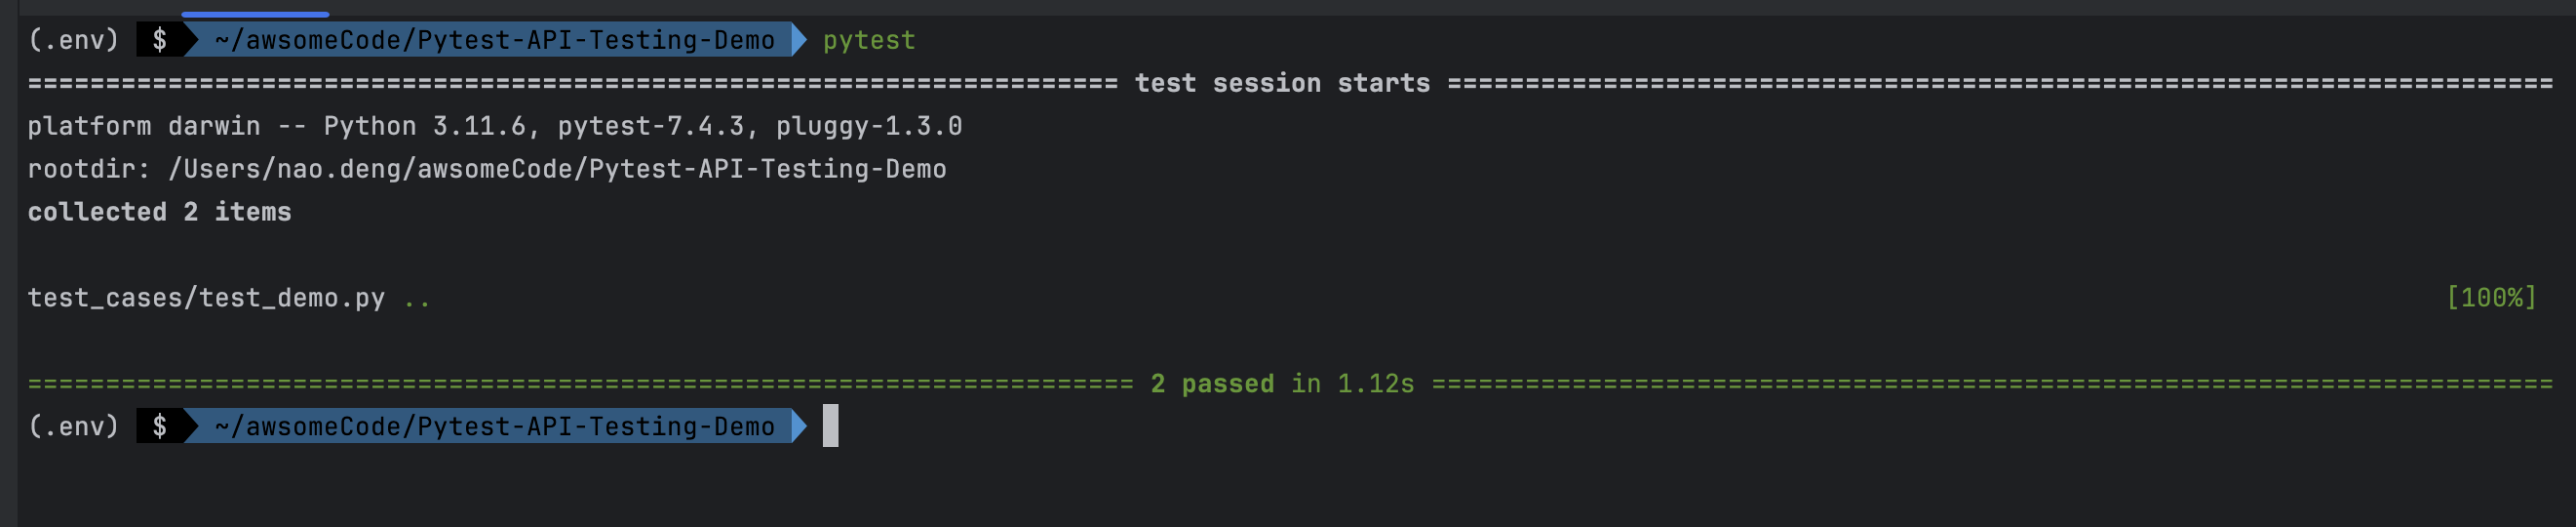 (.env) $ ~/awsomeCode/Pytest-API-Testing-Demo pytest
====================================================================== test session starts =======================================================================
platform darwin -- Python 3.11.6, pytest-7.4.3, pluggy-1.3.0
rootdir: /Users/nao.deng/awsomeCode/Pytest-API-Testing-Demo
collected 2 items
test_cases/test_demo.py .. [100%]
======================================================================= 2 passed in 1.12s ========================================================================
(.env) $ ~/awsomeCode/Pytest-API-Testing-Demo